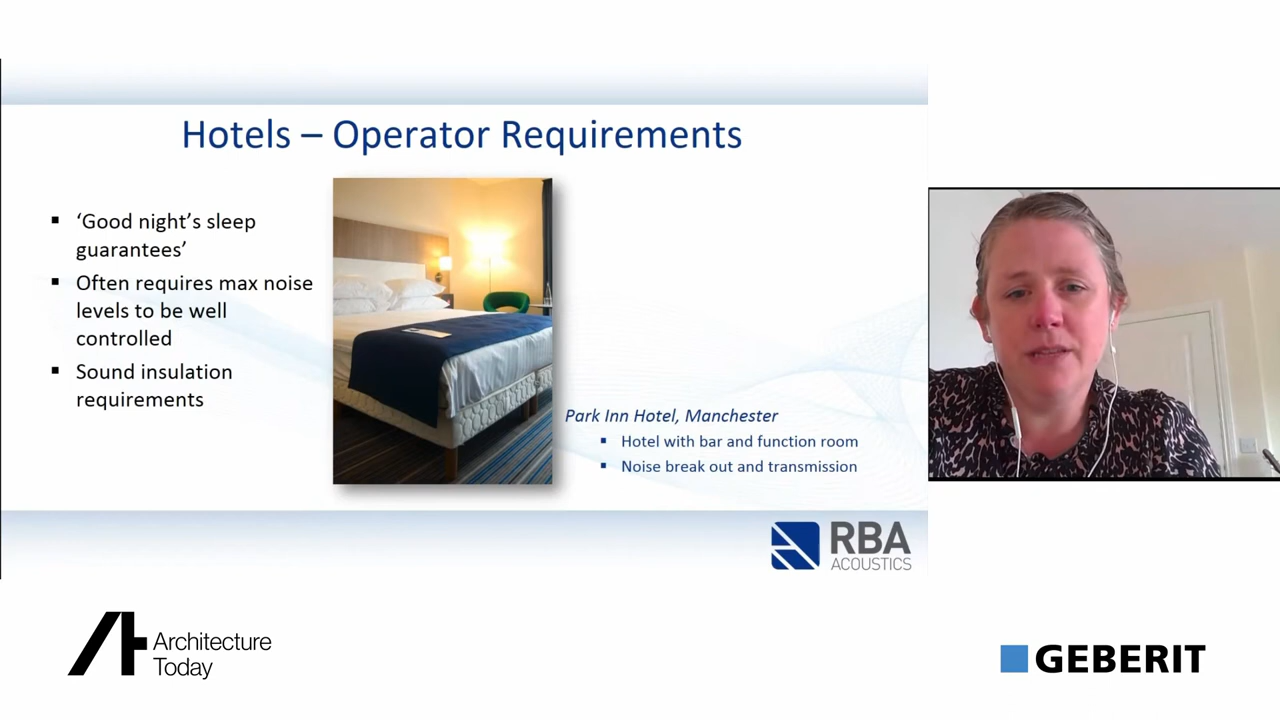 Hotels – Operator Requirements
▪ ‘Good night’s sleep
guarantees’
▪ Often requires max noise
levels to be well
controlled
▪ Sound insulation
requirements
Park Inn Hotel, Manchester
▪ Hotel with bar and function room
▪ Noise break out and transmission
RBA
ACOUSTICS
Architecture
Today
GEBERIT